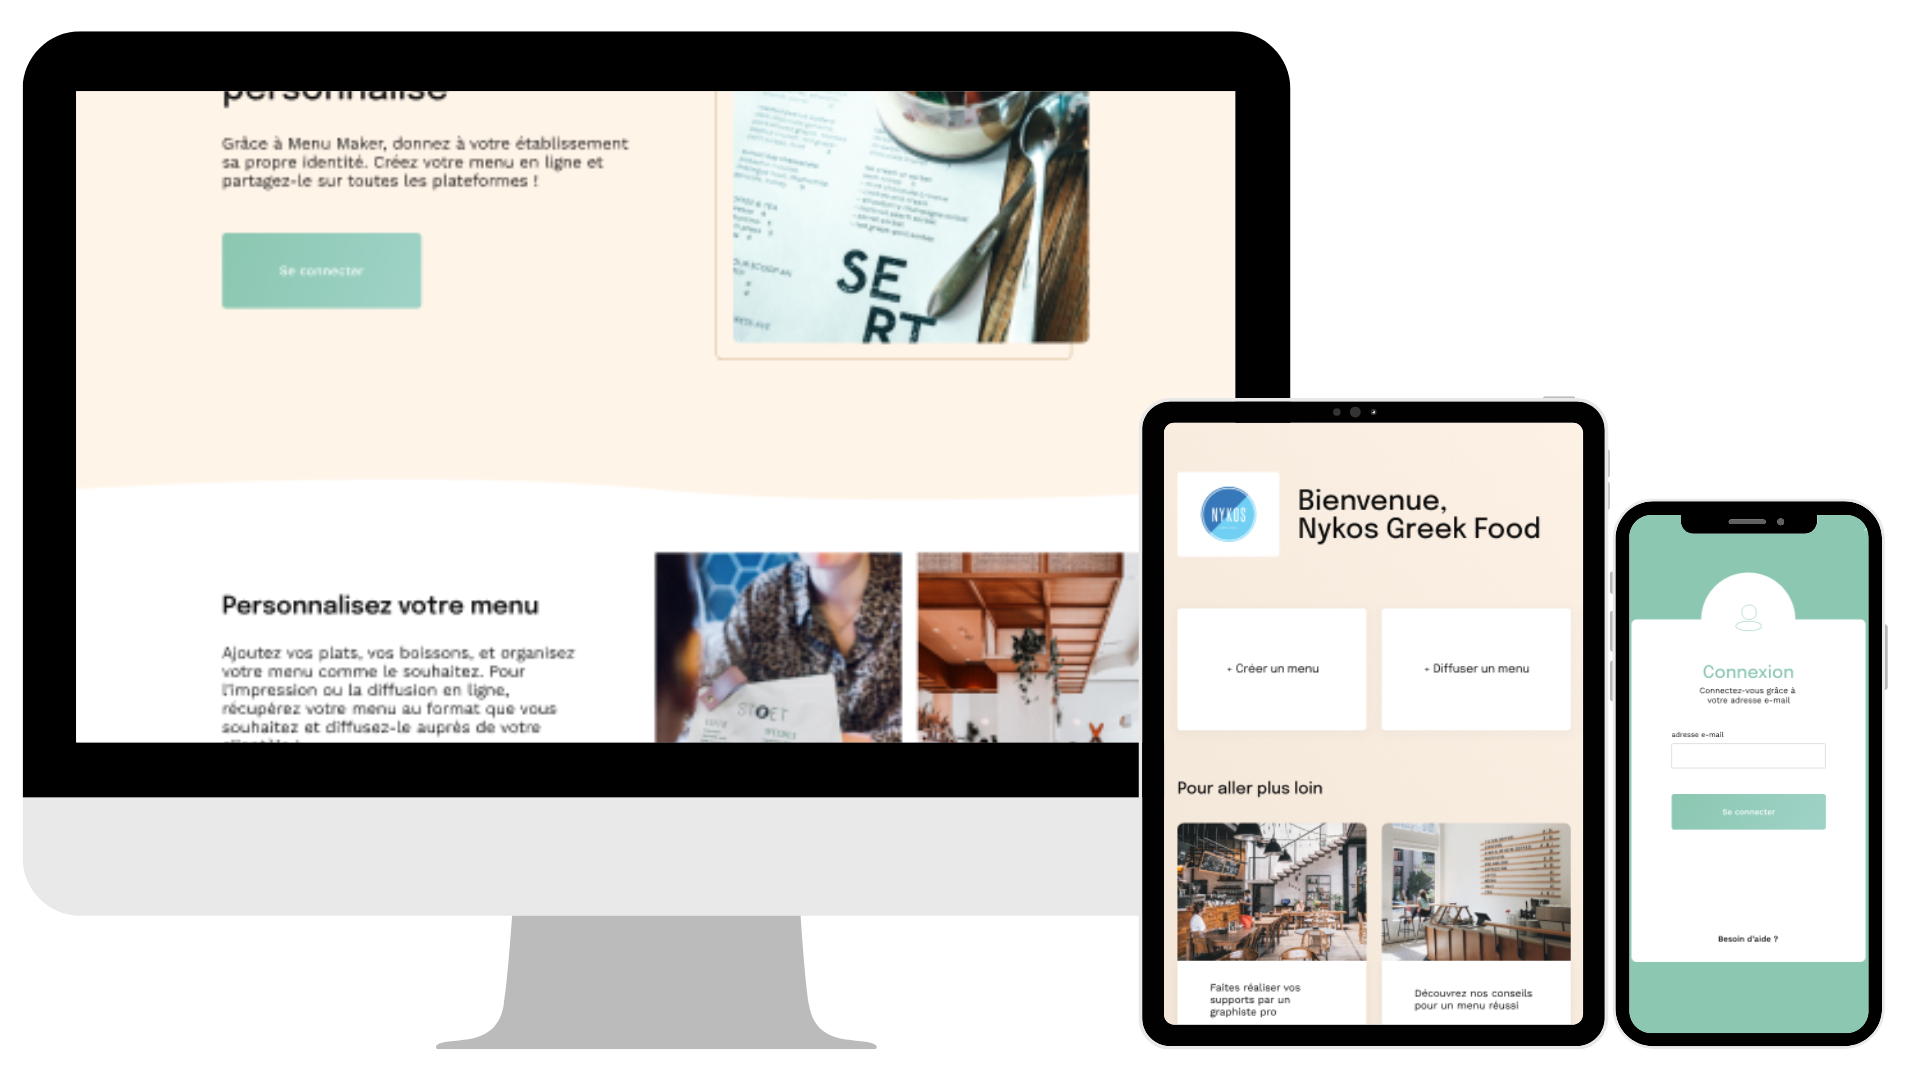 personnalisé
Grâce à Menu Maker, donnez à votre établissement
sa propre identité. Créez votre menu en ligne et
partagez-le sur toutes les plateformes !
Se connecter
SE
RT
Personnalisez votre menu
Ajoutez vos plats, vos boissons, et organisez
votre menu comme le souhaitez. Pour
l'impression ou la diffusion en ligne,
récupérez votre menu au format que vous
souhaitez et diffusez-le auprès de votre
STOET
NYKOS
Bienvenue,
Nykos Greek Food
+ Créer un menu
+ Diffuser un menu
Pour aller plus loin
Faites réaliser vos
supports par un
graphiste pro
Découvrez nos conseils
pour un menu réussi
Connexion
Connectez-vous grâce à
votre adresse e-mail
adresse e-mail
Se connecter
Besoin d'aide ?